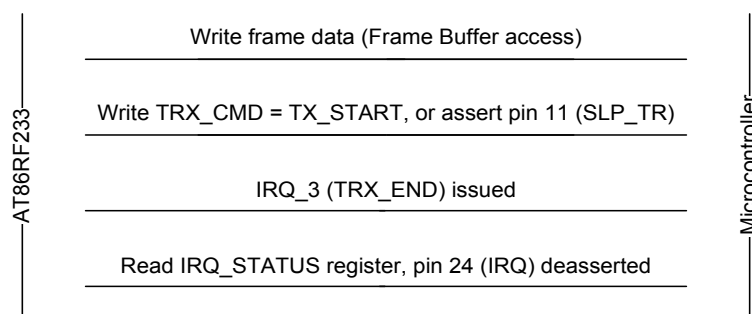 Write frame data (Frame Buffer access)
Write TRX_CMD = TX_START, or assert pin 11 (SLP_TR)
IRQ_3 (TRX_END) issued
Read IRQ_STATUS register, pin 24 (IRQ) deasserted
AT86RF233
Microcontroller